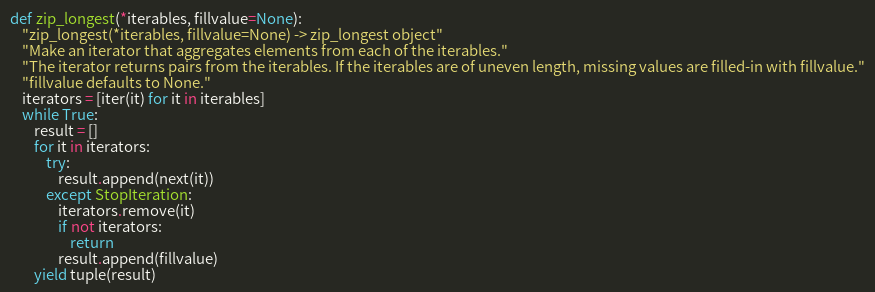 def zip_longest(*iterables, fillvalue=None):
"zip_longest(*iterables, fillvalue=None) -> zip_longest object"
"Make an iterator that aggregates elements from each of the iterables."
"The iterator returns pairs from the iterables. If the iterables are of uneven length, missing values are filled-in with fillvalue."
"fillvalue defaults to None."
iterators = [iter(it) for it in iterables]
while True:
result = []
for it in iterators:
try:
result.append(next(it))
except StopIteration:
iterators.remove(it)
if not iterators:
return
result.append(fillvalue)
yield tuple(result)